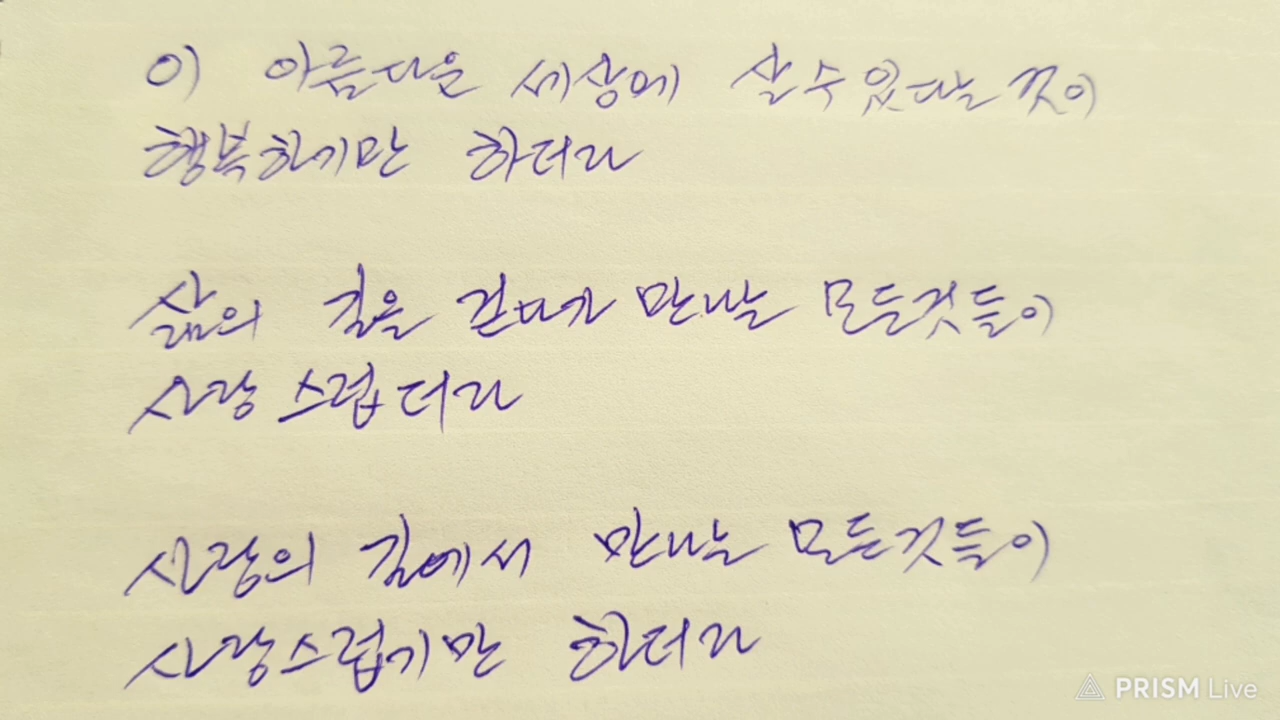 이 아름다운 세상에 살 수 있다는 것이
행복하기만 하더라
삶의 길을 걷다가 만나는 모든것들이
사랑 스럽더라
사랑의 길에서 만나는 모든것들이
사랑스럽기만 하더라
PRISM Live